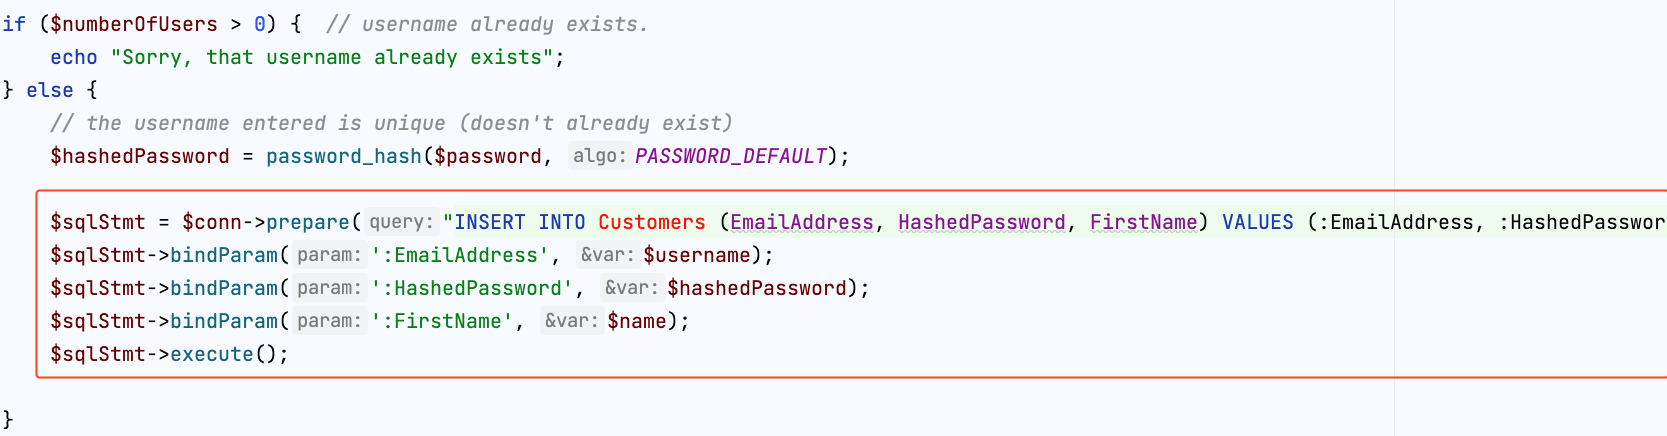 if ($numberOfUsers > 0) {  // username already exists.
    echo "Sorry, that username already exists";
} else {
    // the username entered is unique (doesn't already exist)
    $hashedPassword = password_hash($password, algo: PASSWORD_DEFAULT);
    $sqlStmt = $conn->prepare( query: "INSERT INTO Customers (EmailAddress, HashedPassword, FirstName) VALUES (:EmailAddress, :HashedPasswor
    $sqlStmt->bindParam( param: ':EmailAddress', &var: $username);
    $sqlStmt->bindParam( param: ':HashedPassword', &var: $hashedPassword);
    $sqlStmt->bindParam( param: ':FirstName', &var: $name);
    $sqlStmt->execute();
}